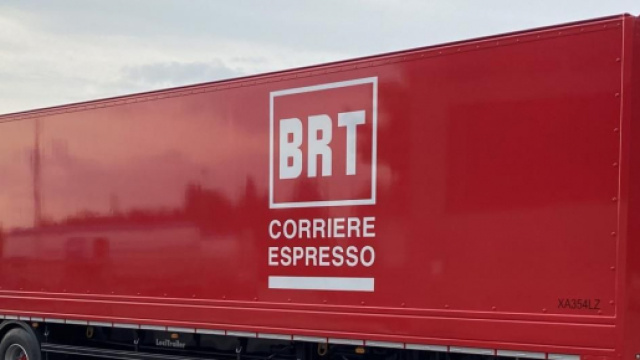 BRT
CORRIERE
ESPRESSO
XA354LZ